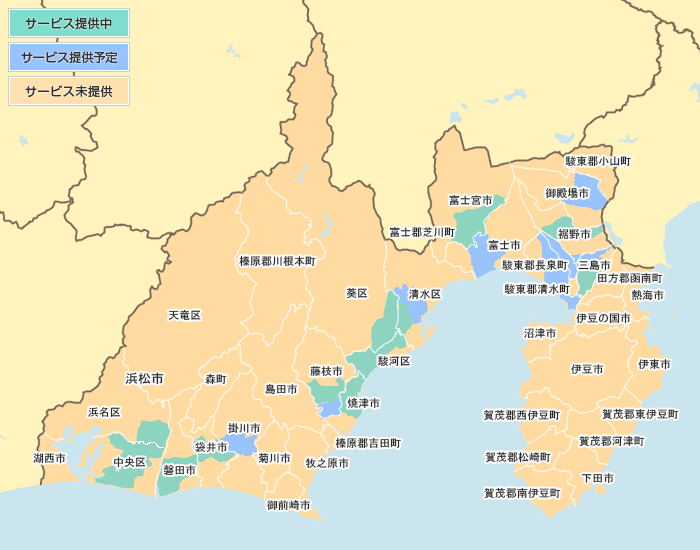 サービス提供中
サービス提供予定
サービス未提供
駿東郡小山町
御殿場市
富士宮市
富士郡芝川町
裾野市
富士市
榛原郡川根本町
駿東郡長泉町
三島市
田方郡函南町
駿東郡清水町
熱海市
葵区
清水区
天竜区
伊豆の国市
沼津市
駿河区
伊東市
伊豆市
藤枝市
浜松市
森町
島田市
焼津市
浜名区
賀茂郡西伊豆町
賀茂郡東伊豆町
掛川市
榛原郡吉田町
賀茂郡河津町
袋井市
湖西市
中央区
磐田市
菊川市
牧之原市
賀茂郡松崎町
下田市
賀茂郡南伊豆町
御前崎市